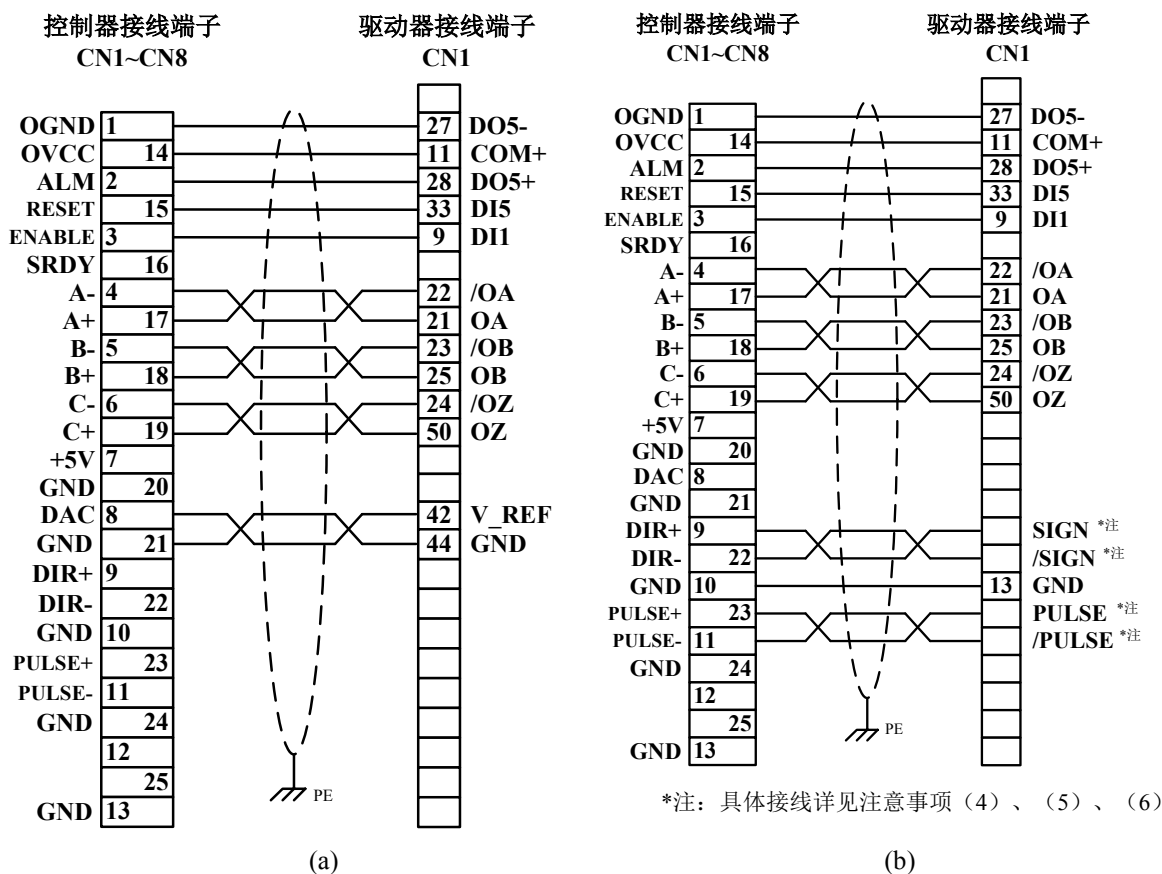 控制器接线端子
CN1~CN8
驱动器接线端子
CN1
OGND 1 27 DO5-
OVCC 14 11 COM+
ALM 2 28 DO5+
RESET 15 33 DI5
ENABLE 3 9 DI1
SRDY 16
A- 4 22 /OA
A+ 17 21 OA
B- 5 23 /OB
B+ 18 25 OB
C- 6 24 /OZ
C+ 19 50 OZ
+5V 7
GND 20
DAC 8 42 V_REF
GND 21 44 GND
DIR+ 9
DIR- 22
GND 10
PULSE+ 23
PULSE- 11
GND 24
12
25
GND 13
PE
(a)
控制器接线端子
CN1~CN8
驱动器接线端子
CN1
OGND 1 27 DO5-
OVCC 14 11 COM+
ALM 2 28 DO5+
RESET 15 33 DI5
ENABLE 3 9 DI1
SRDY 16
A- 4 22 /OA
A+ 17 21 OA
B- 5 23 /OB
B+ 18 25 OB
C- 6 24 /OZ
C+ 19 50 OZ
+5V 7
GND 20
DAC 8
GND 21
DIR+ 9 SIGN *注
DIR- 22 /SIGN *注
GND 10 13 GND
PULSE+ 23 PULSE *注
PULSE- 11 /PULSE *注
GND 24
12
25
GND 13
PE
*注：具体接线详见注意事项（4）、（5）、（6）
(b)